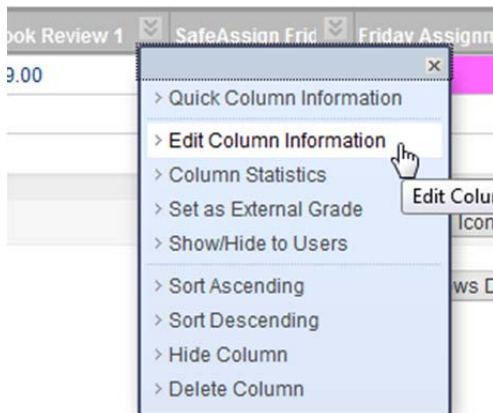 ook Review 1 SafeAssign Frid Friday Assignm
9.00
× 
> Quick Column Information
> Edit Column Information
> Column Statistics
Edit Colu
> Set as External Grade
Icon
> Show/Hide to Users
> Sort Ascending
ws D
> Sort Descending
> Hide Column
> Delete Column